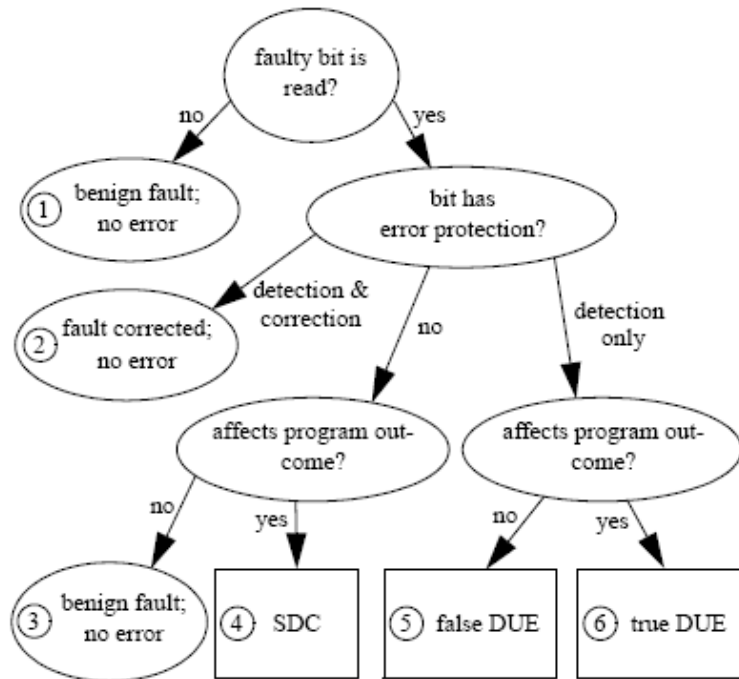 faulty bit is
read?
no
yes
1
benign fault;
no error
bit has
error protection?
detection &
correction
no
detection
only
2
fault corrected;
no error
affects program out-
come?
affects program out-
come?
no
yes
no
yes
3
benign fault;
no error
4 SDC
5 false DUE
6 true DUE